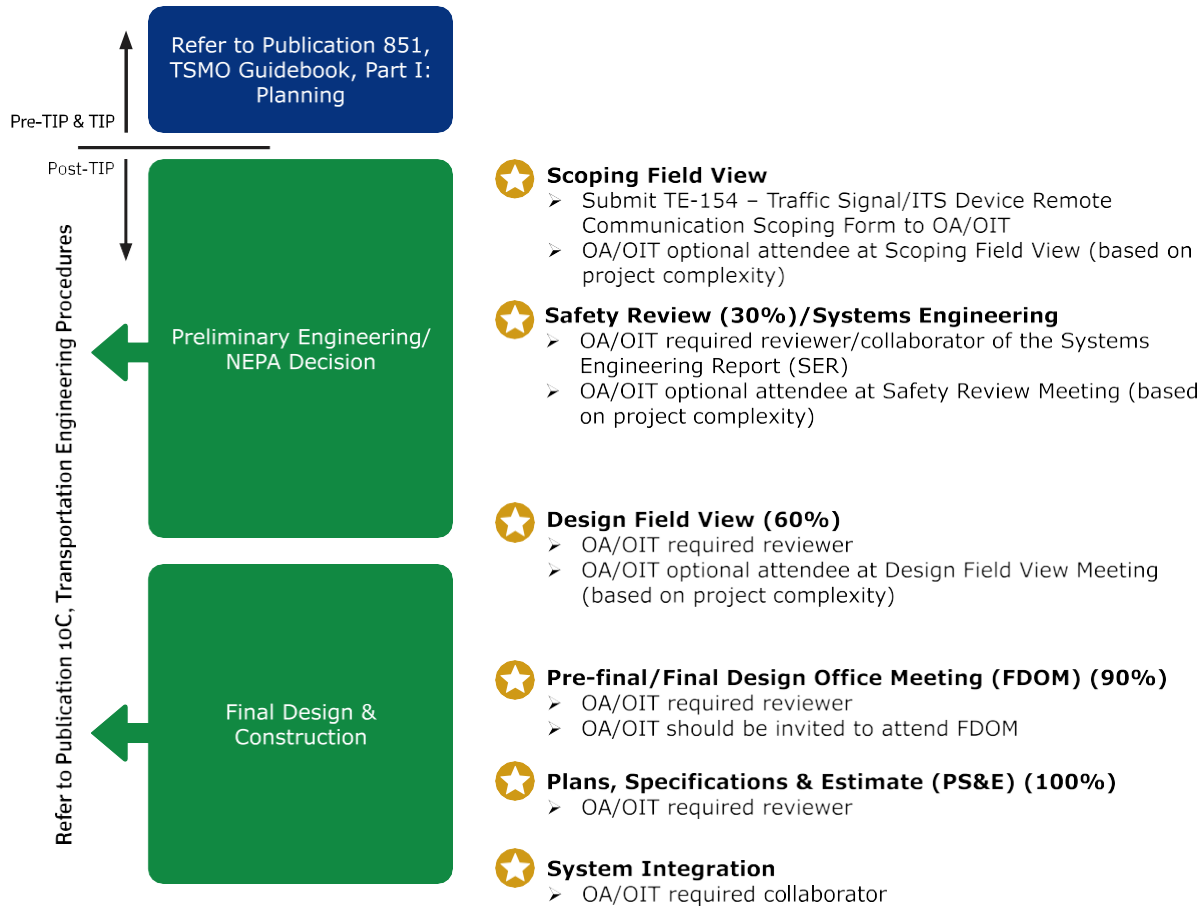 Refer to Publication 851,
TSMO Guidebook, Part I:
Planning
Pre-TIP & TIP
Post-TIP
Refer to Publication 10C, Transportation Engineering Procedures
Preliminary Engineering/
NEPA Decision
Final Design &
Construction
Scoping Field View
➢ Submit TE-154 – Traffic Signal/ITS Device Remote
Communication Scoping Form to OA/OIT
➢ OA/OIT optional attendee at Scoping Field View (based on
project complexity)
Safety Review (30%)/Systems Engineering
➢ OA/OIT required reviewer/collaborator of the Systems
Engineering Report (SER)
➢ OA/OIT optional attendee at Safety Review Meeting (based
on project complexity)
Design Field View (60%)
➢ OA/OIT required reviewer
➢ OA/OIT optional attendee at Design Field View Meeting
(based on project complexity)
Pre-final/Final Design Office Meeting (FDOM) (90%)
➢ OA/OIT required reviewer
➢ OA/OIT should be invited to attend FDOM
Plans, Specifications & Estimate (PS&E) (100%)
➢ OA/OIT required reviewer
System Integration
➢ OA/OIT required collaborator